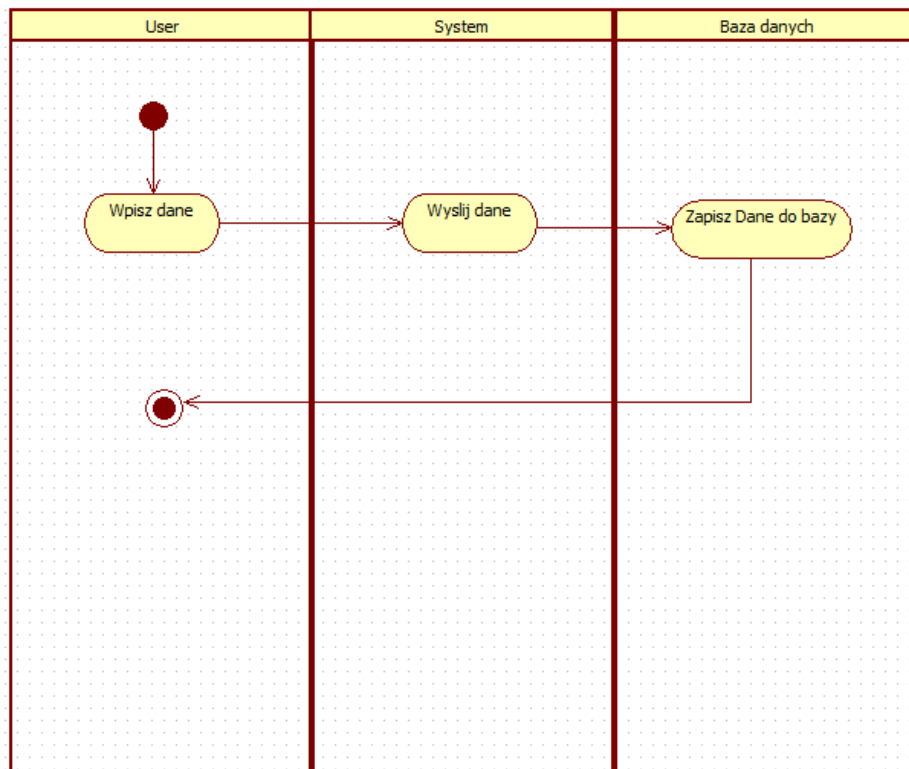 User
System
Baza danych
Wpisz dane
Wyslij dane
Zapisz Dane do bazy